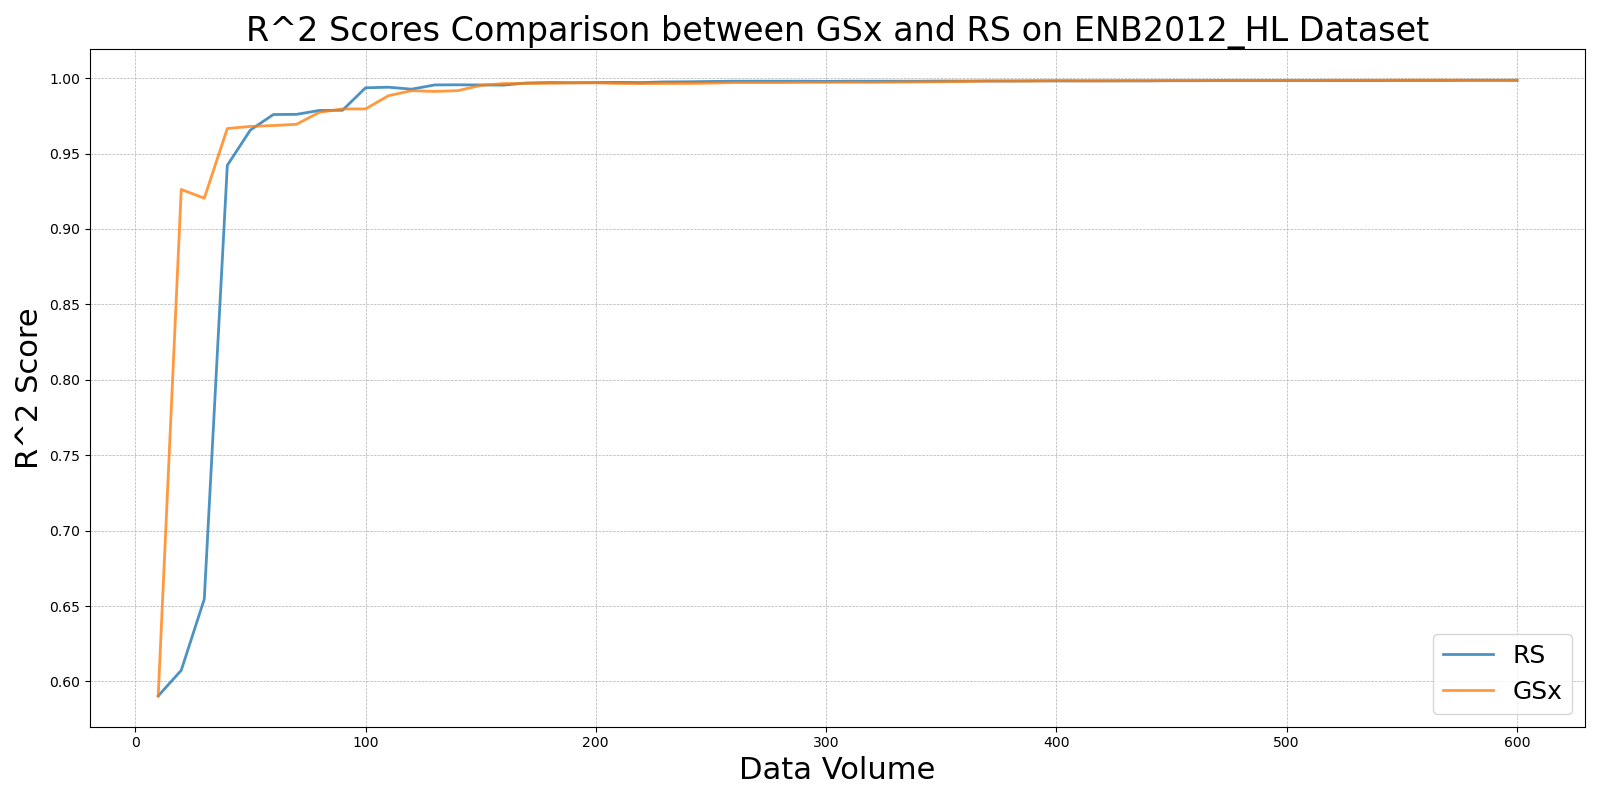 R^2 Scores Comparison between GSx and RS on ENB2012_HL Dataset
R^2 Score
1.00
0.95
0.90
0.85
0.80
0.75
0.70
0.65
0.60
RS
GSx
0 100 200 300 400 500 600
Data Volume